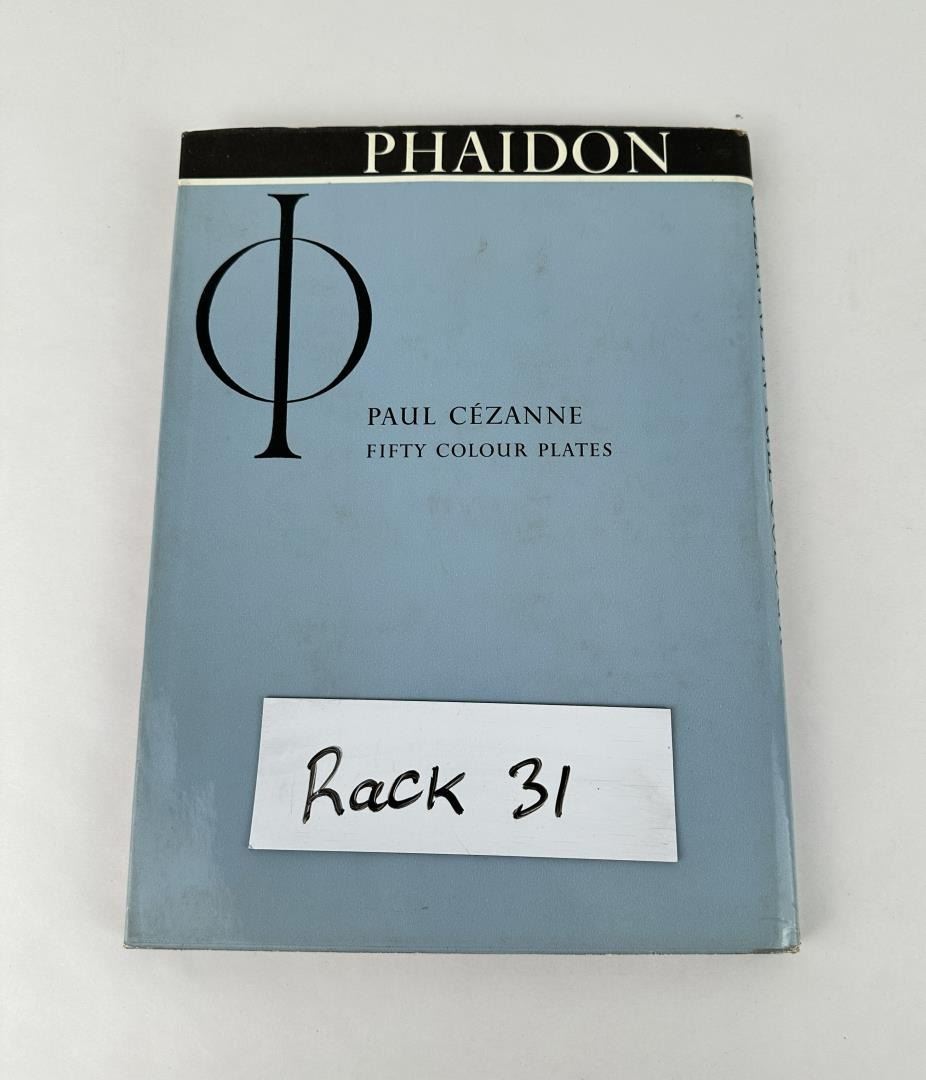 PHAIDON
PAUL CÉZANNE
FIFTY COLOUR PLATES
Rack 31